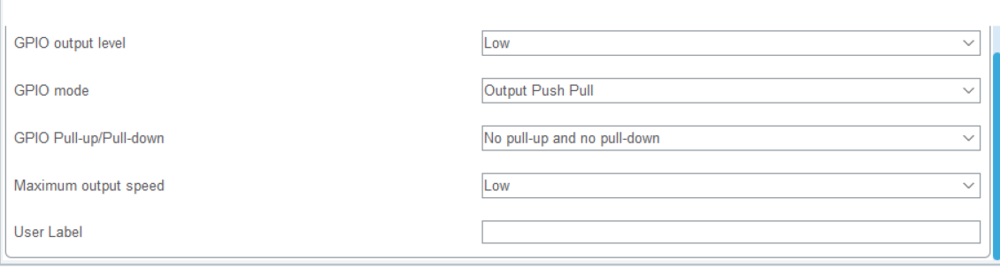 GPIO output level Low
GPIO mode Output Push Pull
GPIO Pull-up/Pull-down No pull-up and no pull-down
Maximum output speed Low
User Label